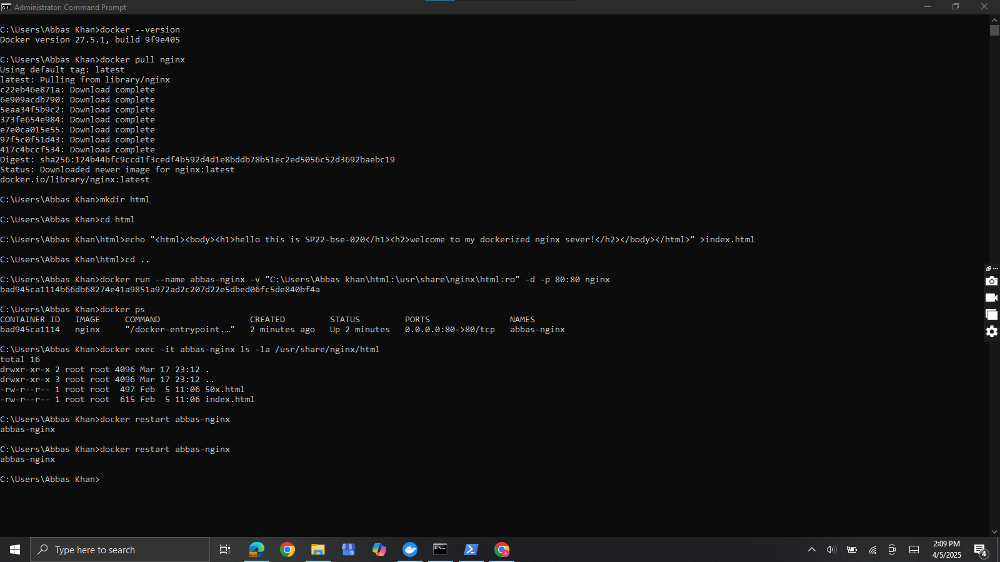 Administrator: Command Prompt
C:\Users\Abbas Khan>docker --version
Docker version 27.5.1, build 9f9e405
C:\Users\Abbas Khan>docker pull nginx
Using default tag: latest
latest: Pulling from library/nginx
c22eb46e871a: Download complete
6e909acdb790: Download complete
5eaa34f5b9c2: Download complete
373fe654e984: Download complete
e7e0ca015e55: Download complete
97f5c0f51d43: Download complete
417c4bccf534: Download complete
Digest: sha256:124b44bfc9ccd1f3cedf4b592d4d1e8bddb78b51ec2ed5056c52d3692baebc19
Status: Downloaded newer image for nginx:latest
docker.io/library/nginx:latest
C:\Users\Abbas Khan>mkdir html
C:\Users\Abbas Khan>cd html
C:\Users\Abbas Khan\html>echo "<html><body><h1>hello this is SP22-bse-020</h1><h2>welcome to my dockerized nginx sever!</h2></body></html>" >index.html
C:\Users\Abbas Khan\html>cd ..
C:\Users\Abbas Khan>docker run --name abbas-nginx -v "C:\Users\Abbas khan\html:\usr\share\nginx\html:ro" -d -p 80:80 nginx
bad945ca1114b66db68274e41a9851a972ad2c207d22e5dbed06fc5de840bf4a
C:\Users\Abbas Khan>docker ps
CONTAINER ID   IMAGE     COMMAND                  CREATED         STATUS         PORTS                NAMES
bad945ca1114   nginx     "/docker-entrypoint.…"   2 minutes ago   Up 2 minutes   0.0.0.0:80->80/tcp   abbas-nginx
C:\Users\Abbas Khan>docker exec -it abbas-nginx ls -la /usr/share/nginx/html
total 16
drwxr-xr-x 2 root root 4096 Mar 17 23:12 .
drwxr-xr-x 3 root root 4096 Mar 17 23:12 ..
-rw-r--r-- 1 root root  497 Feb  5 11:06 50x.html
-rw-r--r-- 1 root root  615 Feb  5 11:06 index.html
C:\Users\Abbas Khan>docker restart abbas-nginx
abbas-nginx
C:\Users\Abbas Khan>docker restart abbas-nginx
abbas-nginx
C:\Users\Abbas Khan>
Type here to search
2:09 PM
4/5/2025
4